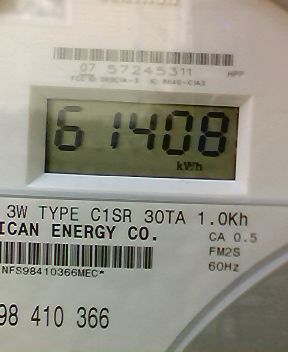 07 57245311 HPP
61408
kWh
3W TYPE C1SR 30TA 1.0Kh
ICAN ENERGY CO.
CA 0.5
FM2S
60Hz
NFS98410366MEC*
98 410 366